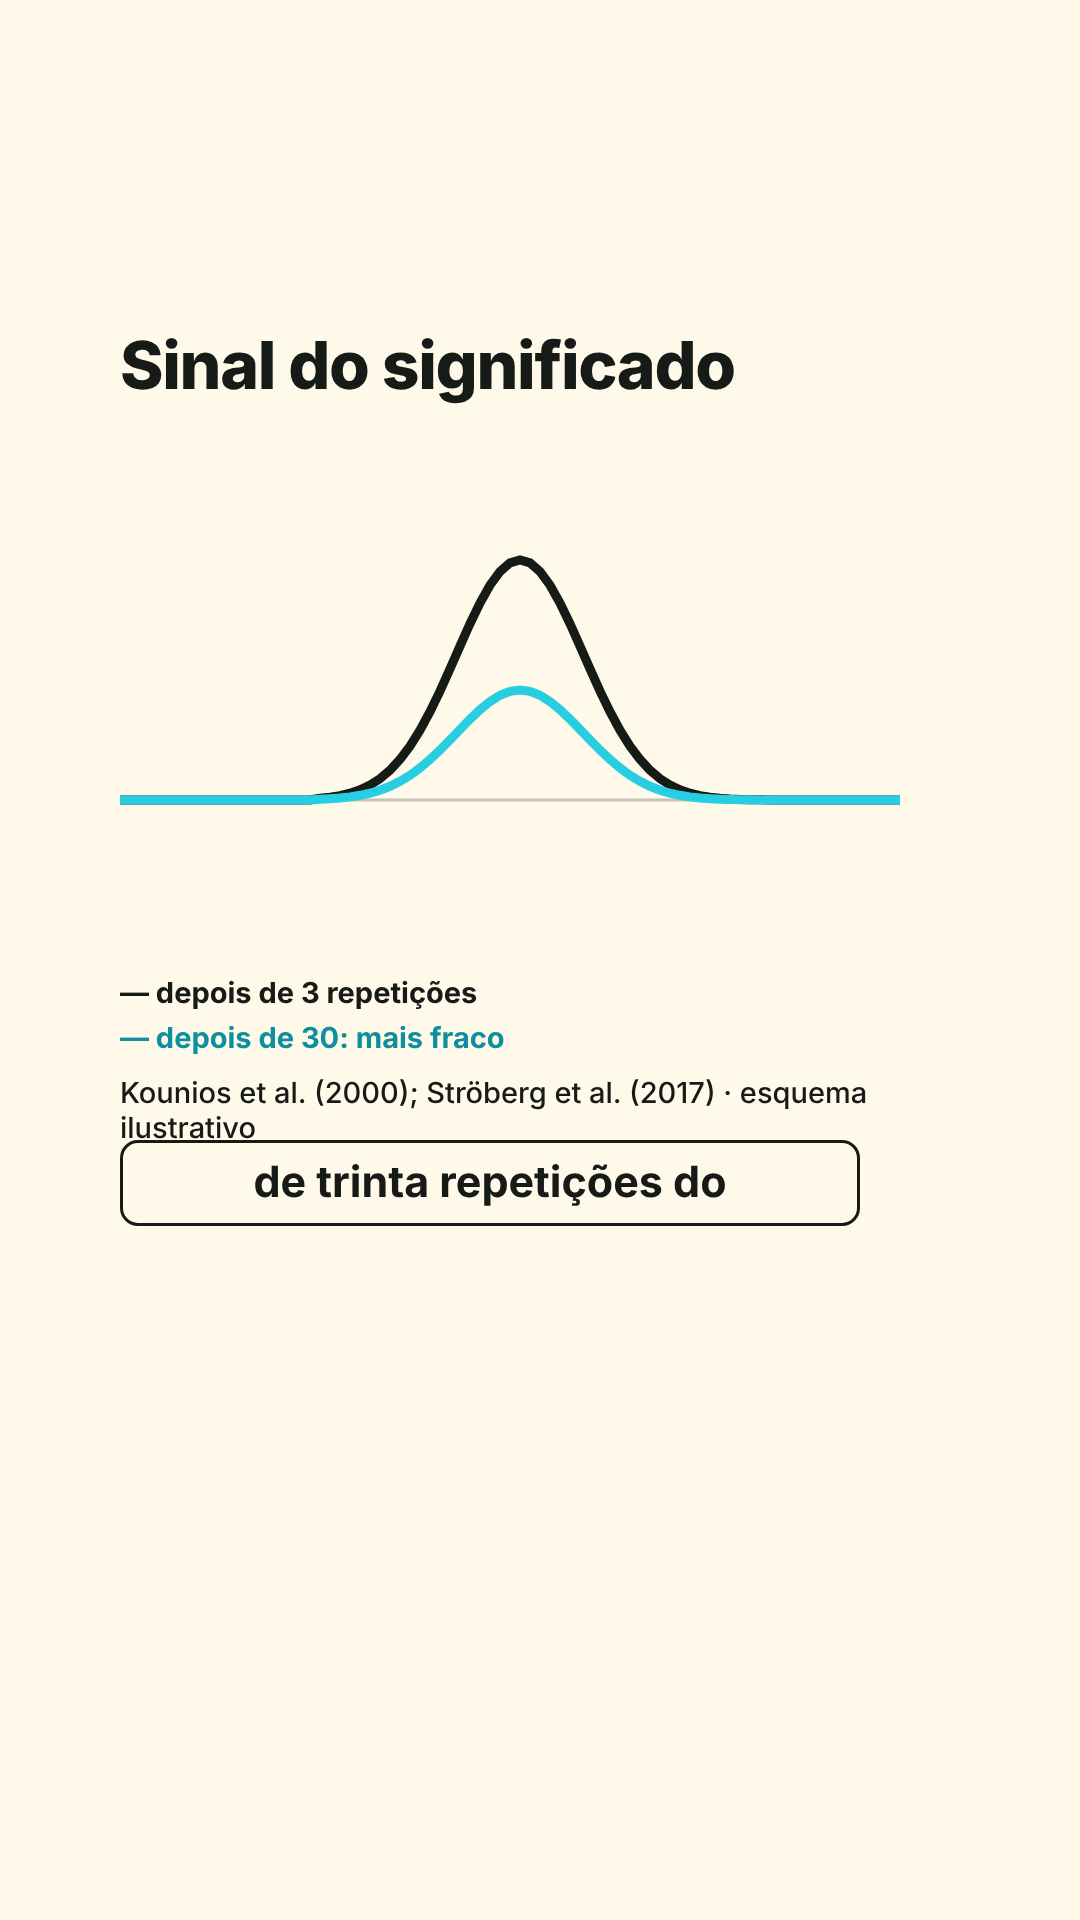 Sinal do significado
— depois de 3 repetições
— depois de 30: mais fraco
Kounios et al. (2000); Ströberg et al. (2017) · esquema
ilustrativo
de trinta repetições do